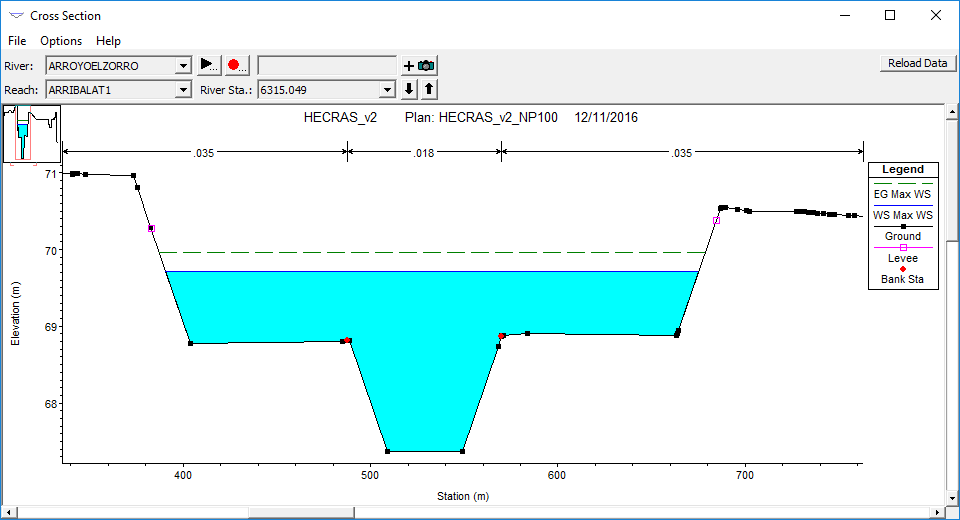 Cross Section
File Options Help
River: ARROYOELZORRO Reload Data
Reach: ARRIBALAT1 River Sta.: 6315.049
HECRAS_v2 Plan: HECRAS_v2_NP100 12/11/2016
.035 .018 .035
Legend
EG Max WS
WS Max WS
Ground
Levee
Bank Sta
71
70
69
68
Elevation (m)
400 500 600 700
Station (m)